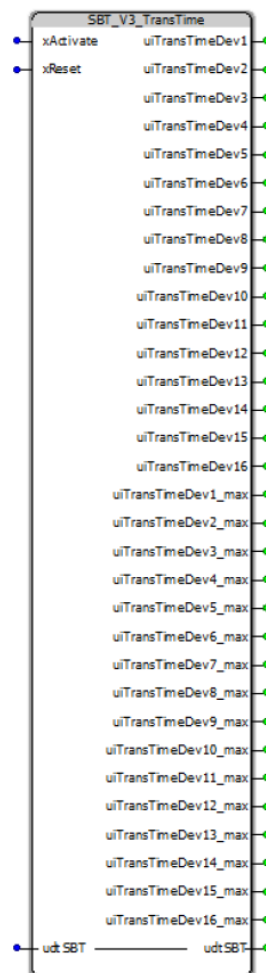 SBT_V3_TransTime
xActivate uiTransTimeDev1
xReset uiTransTimeDev2
uiTransTimeDev3
uiTransTimeDev4
uiTransTimeDev5
uiTransTimeDev6
uiTransTimeDev7
uiTransTimeDev8
uiTransTimeDev9
uiTransTimeDev10
uiTransTimeDev11
uiTransTimeDev12
uiTransTimeDev13
uiTransTimeDev14
uiTransTimeDev15
uiTransTimeDev16
uiTransTimeDev1_max
uiTransTimeDev2_max
uiTransTimeDev3_max
uiTransTimeDev4_max
uiTransTimeDev5_max
uiTransTimeDev6_max
uiTransTimeDev7_max
uiTransTimeDev8_max
uiTransTimeDev9_max
uiTransTimeDev10_max
uiTransTimeDev11_max
uiTransTimeDev12_max
uiTransTimeDev13_max
uiTransTimeDev14_max
uiTransTimeDev15_max
uiTransTimeDev16_max
udtSBT udtSBT